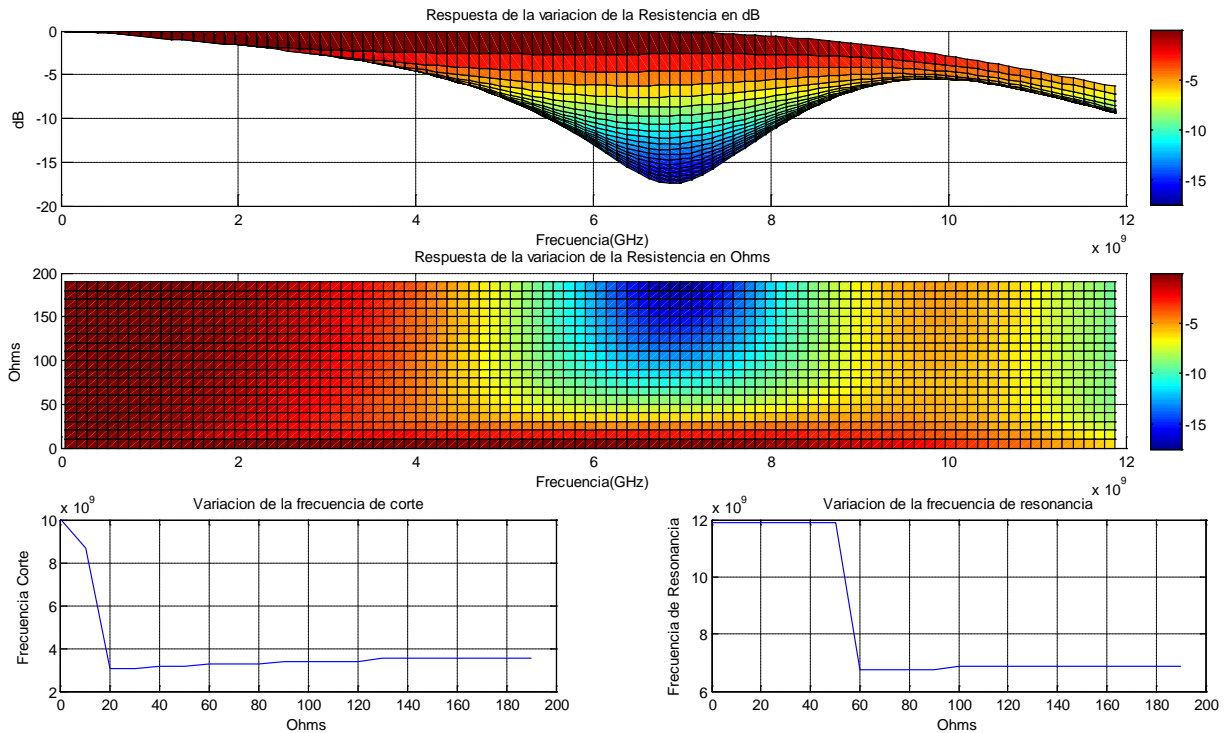 Respuesta de la variacion de la Resistencia en dB
0
-5
-10
-15
-20
dB
0 2 4 6 8 10 12
x 10^9
Frecuencia(GHz)
-5
-10
-15
Respuesta de la variacion de la Resistencia en Ohms
200
150
100
50
0
Ohms
0 2 4 6 8 10 12
x 10^9
Frecuencia(GHz)
-5
-10
-15
Variacion de la frecuencia de corte
x 10^9
10
8
6
4
2
Frecuencia Corte
0 20 40 60 80 100 120 140 160 180 200
Ohms
Variacion de la frecuencia de resonancia
x 10^9
12
10
8
6
Frecuencia de Resonancia
0 20 40 60 80 100 120 140 160 180 200
Ohms